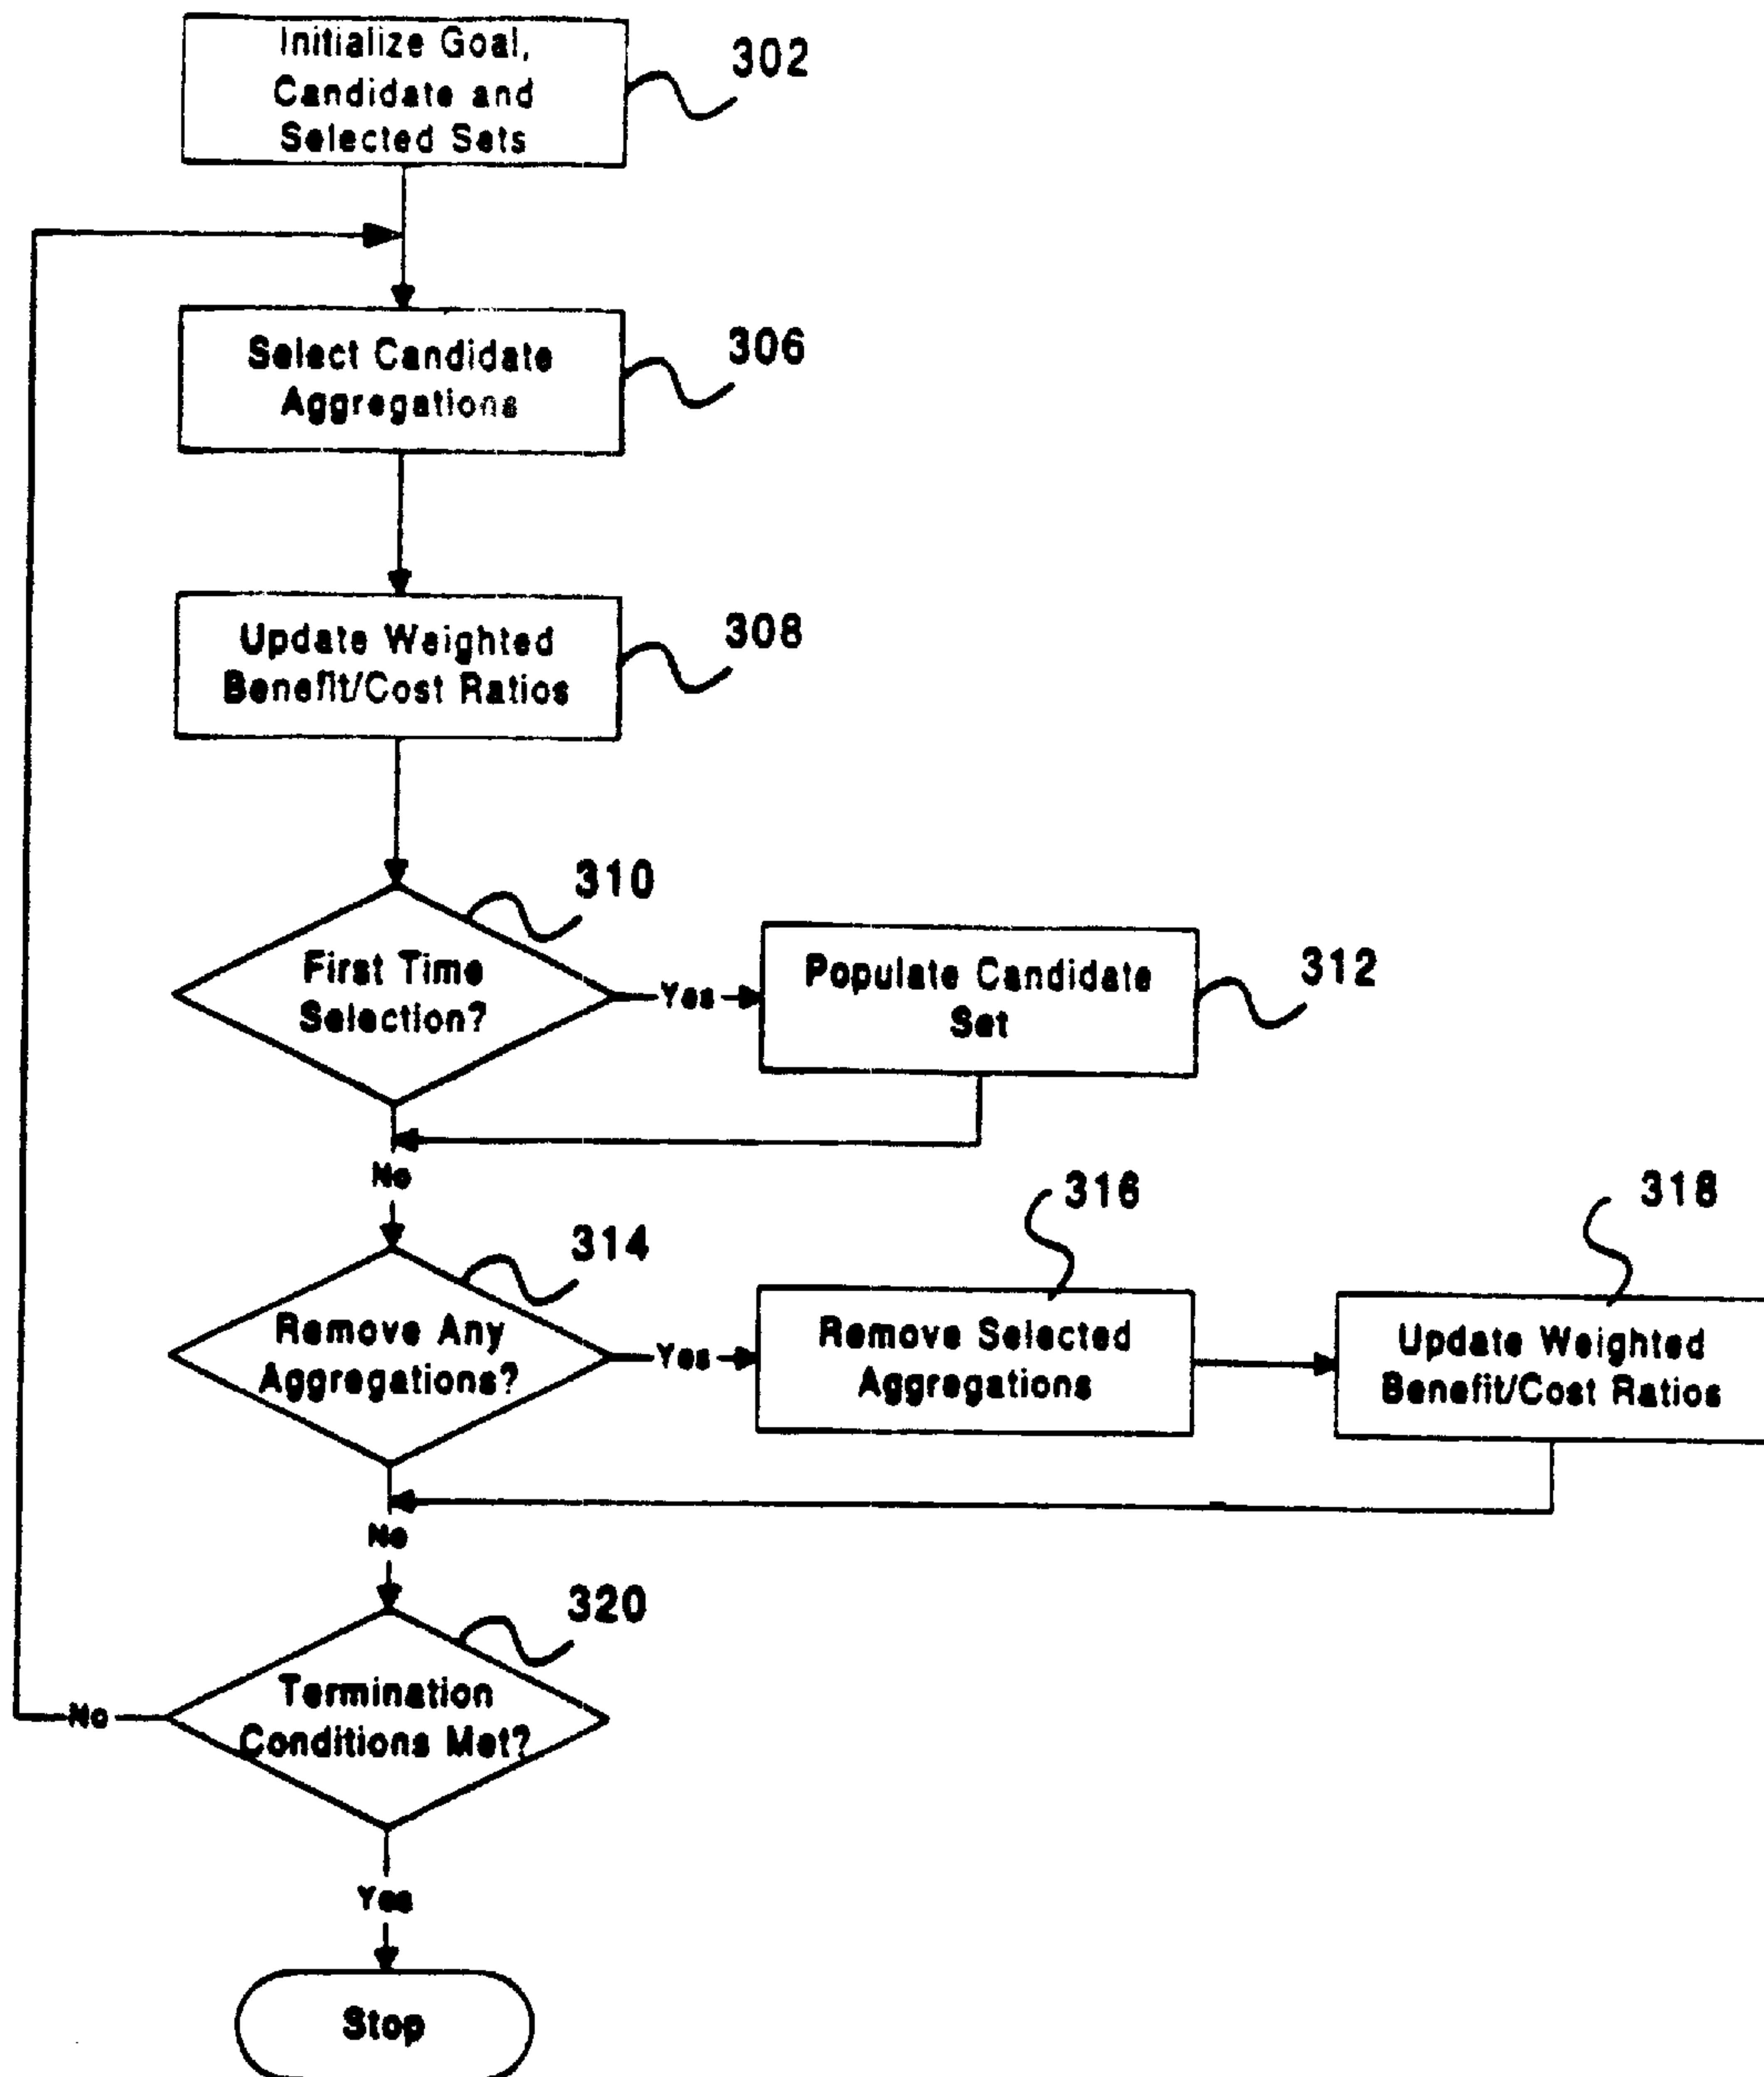 Initialize Goal,
Candidate and
Selected Sets
302
Select Candidate
Aggregations
306
Update Weighted
Benefit/Cost Ratios
308
310
First Time
Selection?
Yes
Populate Candidate
Set
312
No
314
Remove Any
Aggregations?
Yes
316
Remove Selected
Aggregations
318
Update Weighted
Benefit/Cost Ratios
No
320
Termination
Conditions Met?
No
Yes
Stop